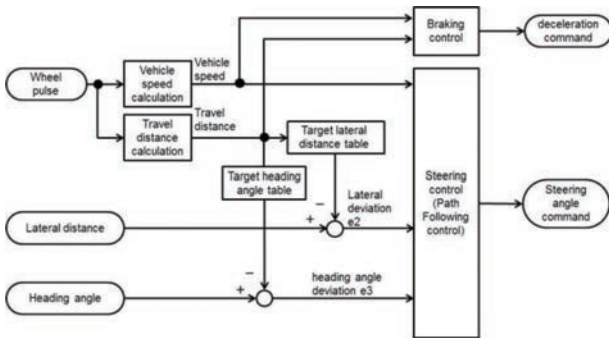 Braking
control
deceleration
command
Wheel
pulse
Vehicle
speed
calculation
Vehicle
speed
Travel
distance
calculation
Travel
distance
Target lateral
distance table
Target heading
angle table
Steering
control
(Path
Following
control)
Steering
angle
command
Lateral
deviation
e2
−
+
Lateral distance
−
+
Heading angle
heading angle
deviation e3